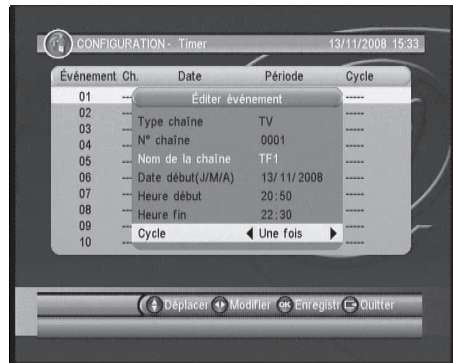 CONFIGURATION - Timer 13/11/2008 15:33
Événement Ch. Date Période Cycle
01 --- -----
02 --- -----
03 --- -----
04 --- -----
05 --- -----
06 --- -----
07 --- -----
08 --- -----
09 --- -----
10 --- -----
Éditer événement
Type chaîne TV
N° chaîne 0001
Nom de la chaîne TF1
Date début(J/M/A) 13/11/2008
Heure début 20:50
Heure fin 22:30
Cycle Une fois
Déplacer Modifier OK Enregistr Quitter